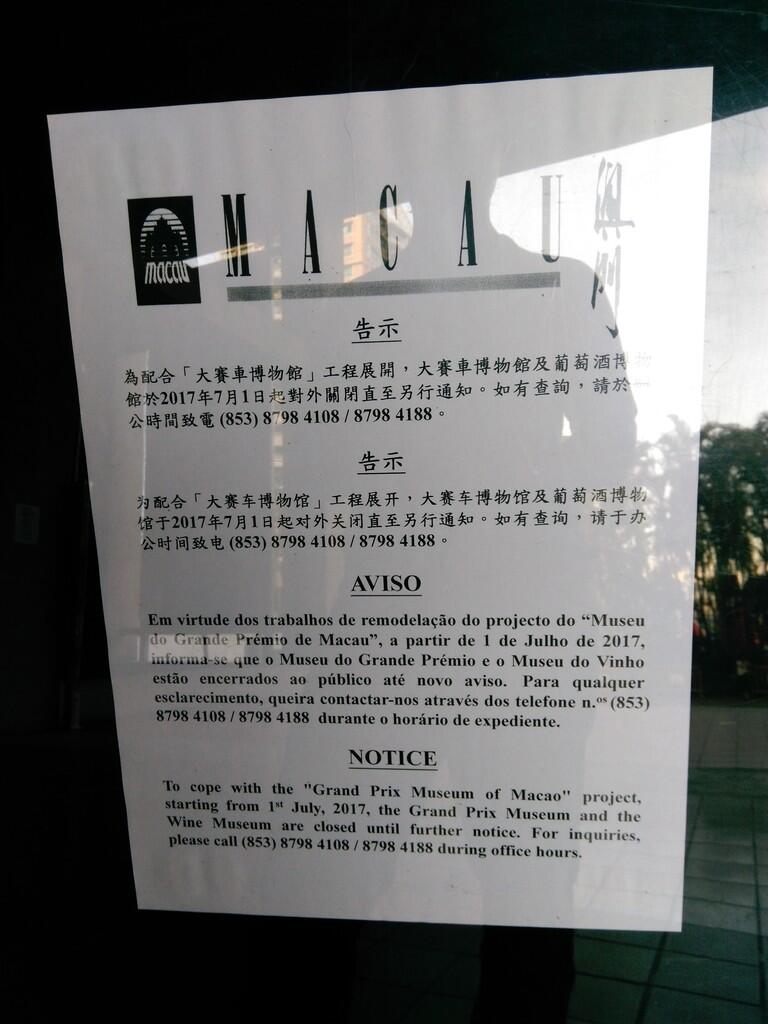 macau
MACAU
告示
為配合「大賽車博物館」工程展開，大賽車博物館及葡萄酒博物
館於2017年7月1日起對外關閉直至另行通知。如有查詢，請於
公時間致電 (853) 8798 4108 / 8798 4188。
告示
为配合「大赛车博物馆」工程展开，大赛车博物馆及葡萄酒博物
馆于2017年7月1日起对外关闭直至另行通知。如有查询，请于办
公时间致电 (853) 8798 4108 / 8798 4188。
AVISO
Em virtude dos trabalhos de remodelação do projecto do “Museu
do Grande Prémio de Macau”, a partir de 1 de Julho de 2017,
informa-se que o Museu do Grande Prémio e o Museu do Vinho
estão encerrados ao público até novo aviso. Para qualquer
esclarecimento, queira contactar-nos através dos telefone n.ºs (853)
8798 4108 / 8798 4188 durante o horário de expediente.
NOTICE
To cope with the "Grand Prix Museum of Macao" project,
starting from 1st July, 2017, the Grand Prix Museum and the
Wine Museum are closed until further notice. For inquiries,
please call (853) 8798 4108 / 8798 4188 during office hours.